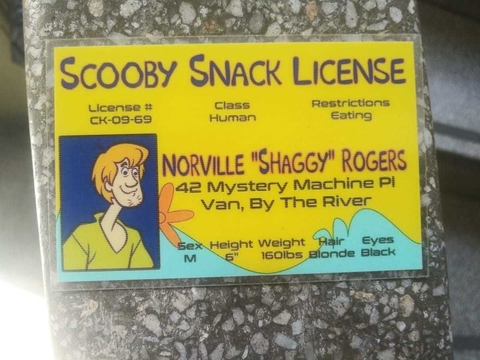 SCOOBY SNACK LICENSE
License # Class Restrictions
CK-09-69 Human Eating
NORVILLE "SHAGGY" ROGERS
42 Mystery Machine Pl
Van, By The River
Sex Height Weight Hair Eyes
M 6" 160lbs Blonde Black